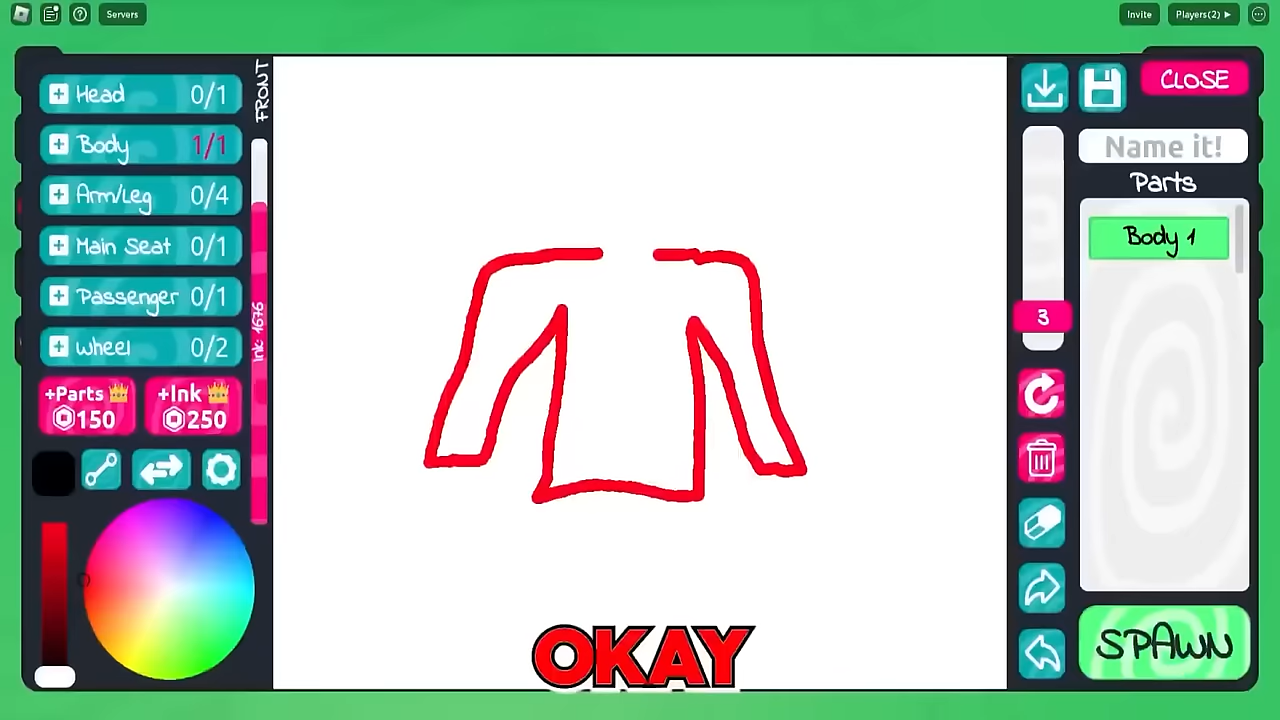 Servers
Invite
Players(2)
Head 0/1
Body 1/1
Arm/Leg 0/4
Main Seat 0/1
Passenger 0/1
Wheel 0/2
+Parts
150
+Ink
250
FRONT
Ink 1676
CLOSE
Name it!
Parts
Body 1
3
SPAWN
OKAY